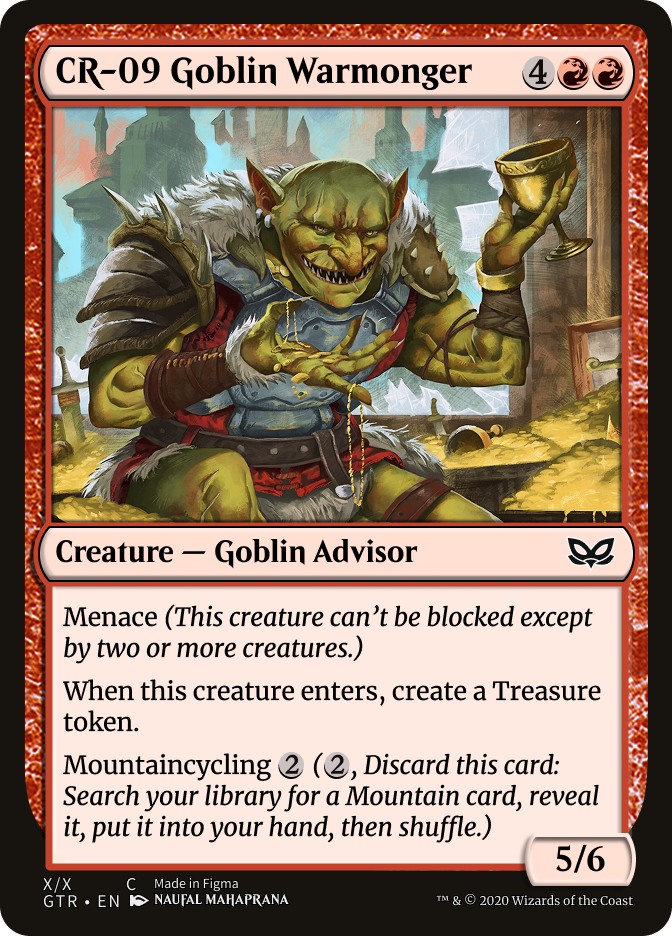 CR-09 Goblin Warmonger 4
Creature — Goblin Advisor
Menace (This creature can't be blocked except
by two or more creatures.)
When this creature enters, create a Treasure
token.
Mountaincycling 2 (2, Discard this card:
Search your library for a Mountain card, reveal
it, put it into your hand, then shuffle.)
5/6
X/X C Made in Figma
GTR • EN NAUFAL MAHAPRANA ™ & © 2020 Wizards of the Coast